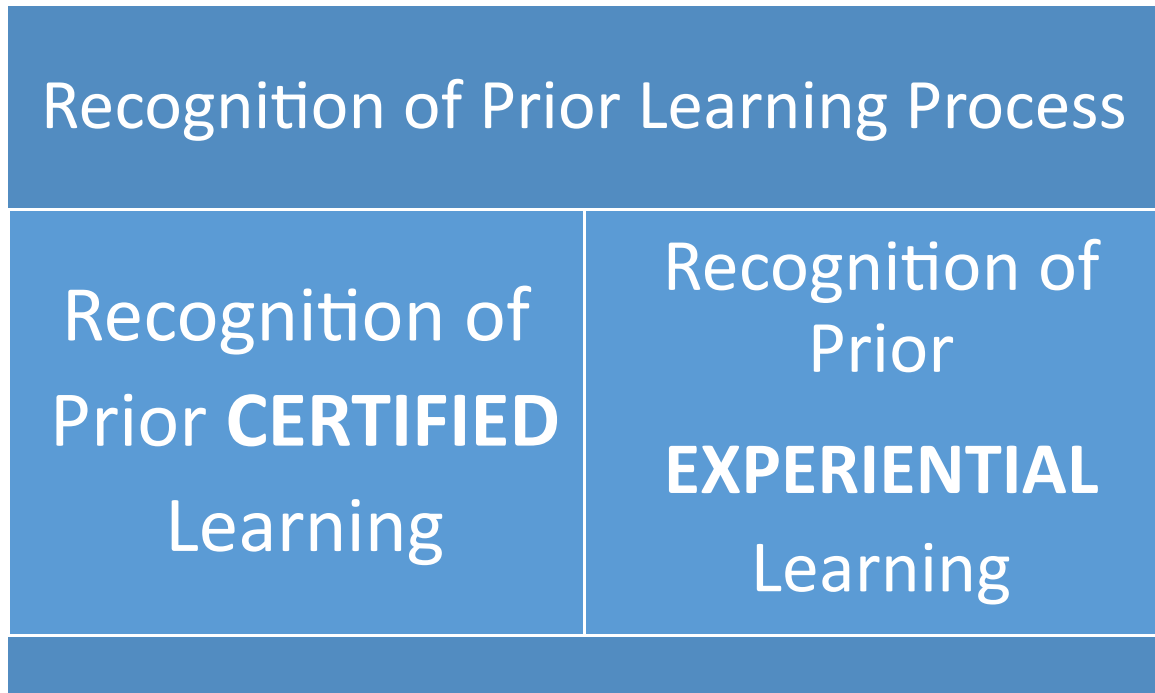 Recognition of Prior Learning Process
Recognition of
Prior CERTIFIED
Learning
Recognition of
Prior
EXPERIENTIAL
Learning